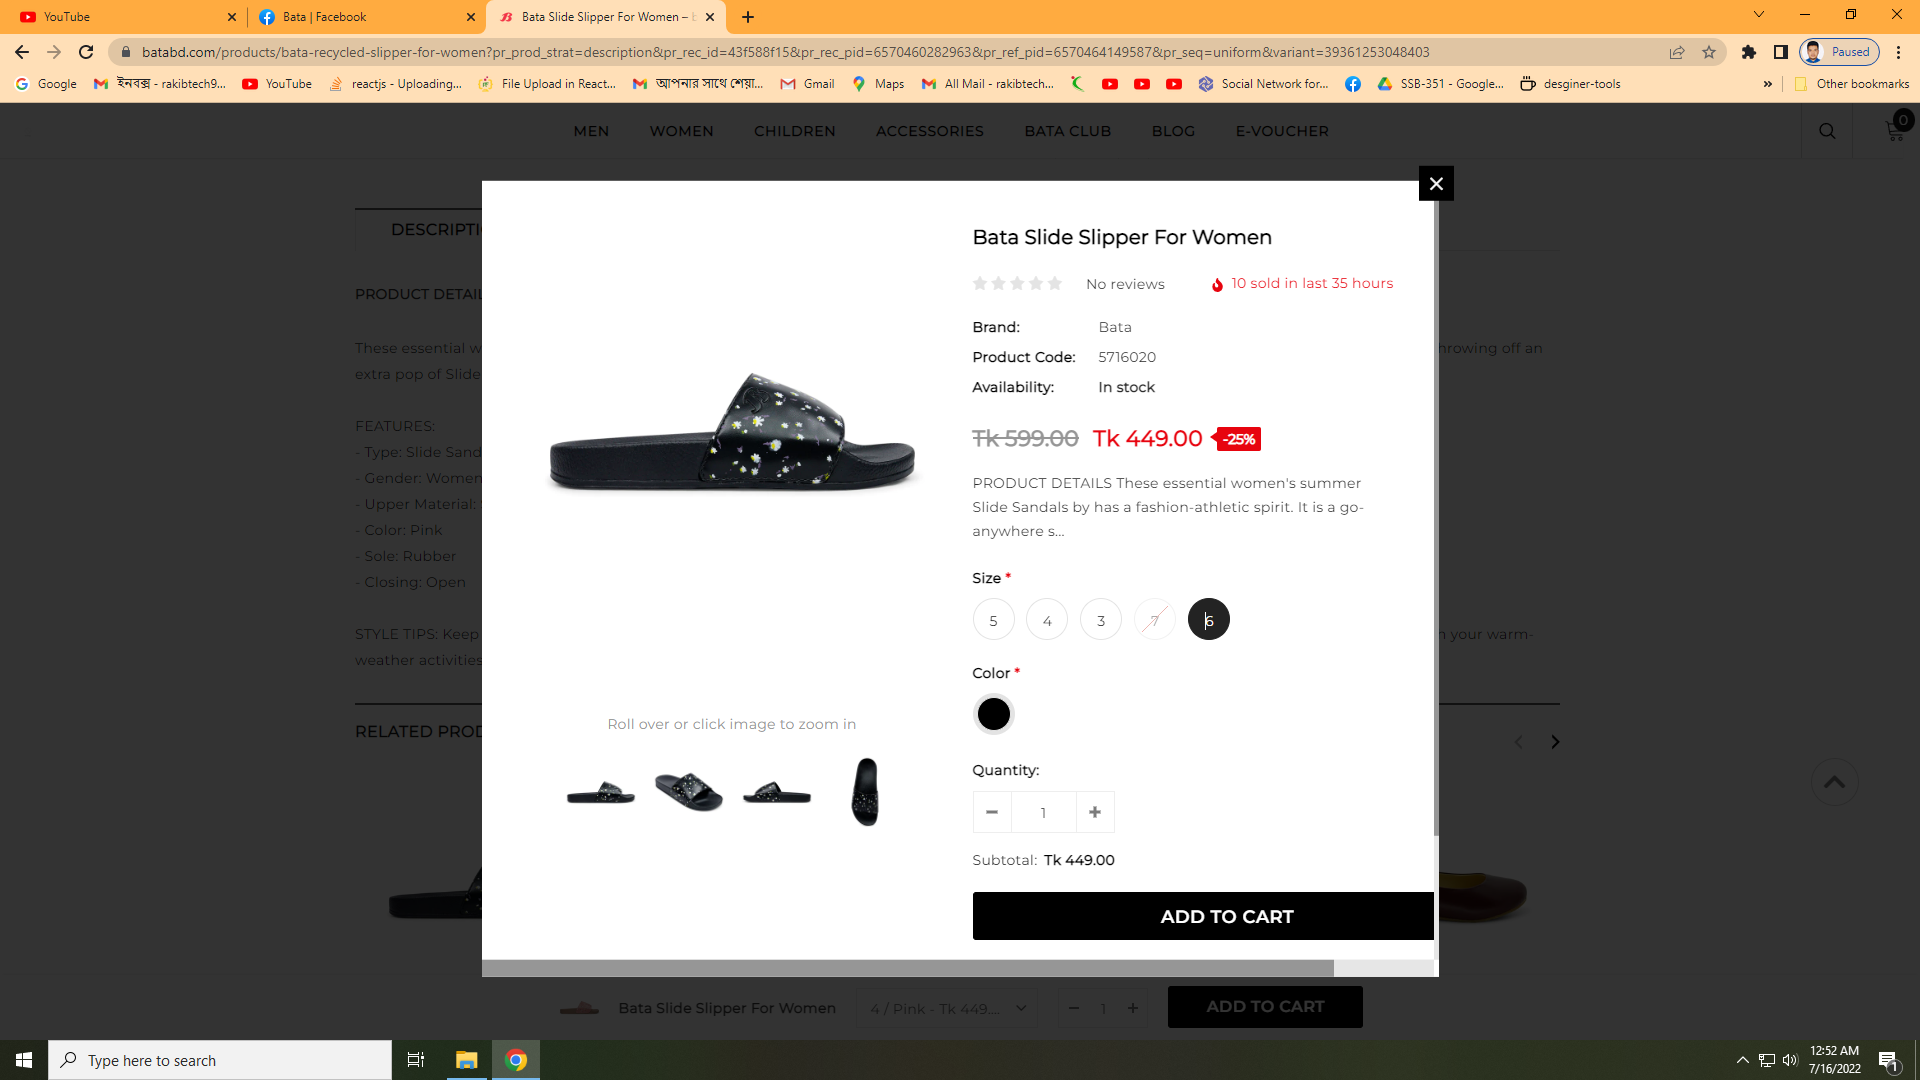 YouTube
Bata | Facebook
Bata Slide Slipper For Women –
batabd.com/products/bata-recycled-slipper-for-women?pr_prod_strat=description&pr_rec_id=43f588f15&pr_rec_pid=6570460282963&pr_ref_pid=6570464149587&pr_seq=uniform&variant=39361253048403
Paused
Google
ইনবক্স - rakibtech9...
YouTube
reactjs - Uploading...
File Upload in React...
আপনার সাথে শেয়া...
Gmail
Maps
All Mail - rakibtech...
Social Network for...
SSB-351 - Google...
desginer-tools
»
Other bookmarks
MEN WOMEN CHILDREN ACCESSORIES BATA CLUB BLOG E-VOUCHER
0
DESCRIPTI
PRODUCT DETAIL
These essential w
hrowing off an
extra pop of Slide
FEATURES:
- Type: Slide Sand
- Gender: Women
- Upper Material:
- Color: Pink
- Sole: Rubber
- Closing: Open
STYLE TIPS: Keep
n your warm-
weather activities
RELATED PROD
Bata Slide Slipper For Women
No reviews
10 sold in last 35 hours
Brand: Bata
Product Code: 5716020
Availability: In stock
Tk 599.00 Tk 449.00 -25%
PRODUCT DETAILS These essential women's summer
Slide Sandals by has a fashion-athletic spirit. It is a go-
anywhere s...
Size *
5 4 3 7 6
Color *
Roll over or click image to zoom in
Quantity:
1
Subtotal: Tk 449.00
ADD TO CART
Bata Slide Slipper For Women
4 / Pink - Tk 449....
1
ADD TO CART
Type here to search
12:52 AM
7/16/2022
1